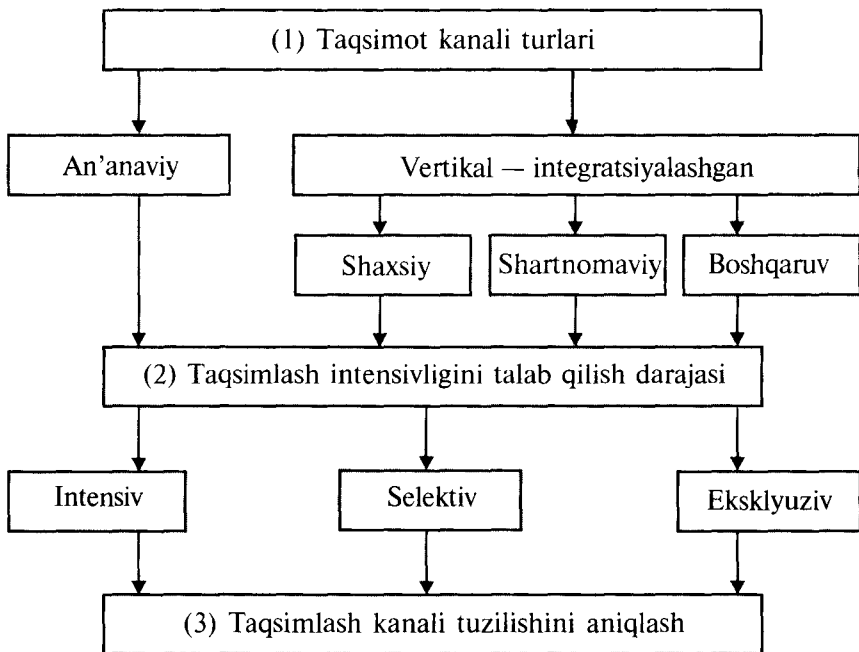 (1) Taqsimot kanali turlari
An’anaviy
Vertikal — integratsiyalashgan
Shaxsiy
Shartnomaviy
Boshqaruv
(2) Taqsimlash intensivligini talab qilish darajasi
Intensiv
Selektiv
Eksklyuziv
(3) Taqsimlash kanali tuzilishini aniqlash